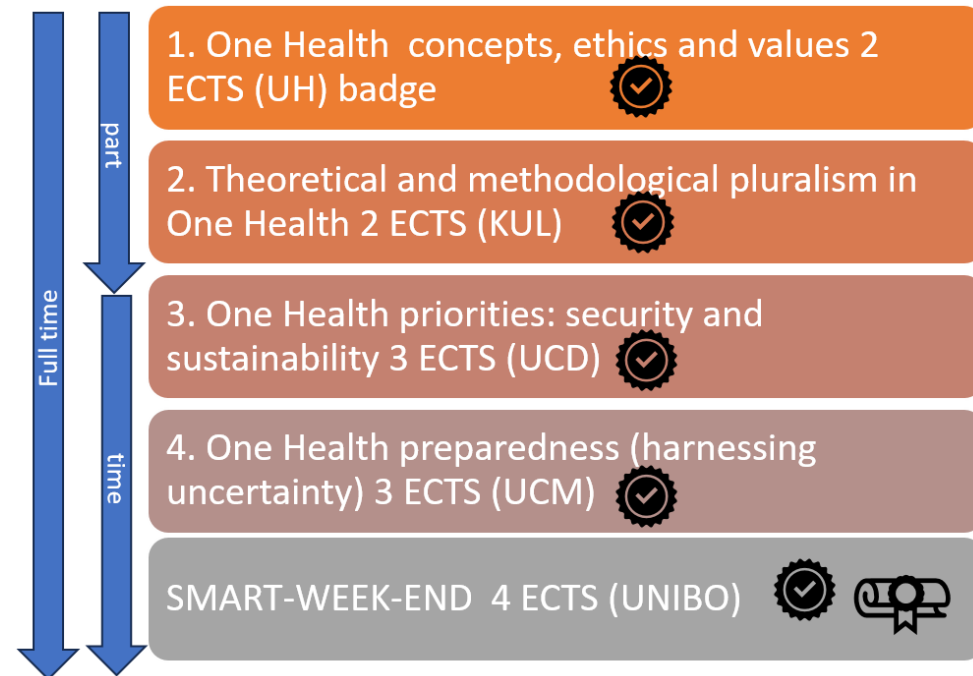 1. One Health  concepts, ethics and values 2
ECTS (UH) badge
part
2. Theoretical and methodological pluralism in
One Health 2 ECTS (KUL)
Full time
3. One Health priorities: security and
sustainability 3 ECTS (UCD)
time
4. One Health preparedness (harnessing
uncertainty) 3 ECTS (UCM)
SMART-WEEK-END  4 ECTS (UNIBO)